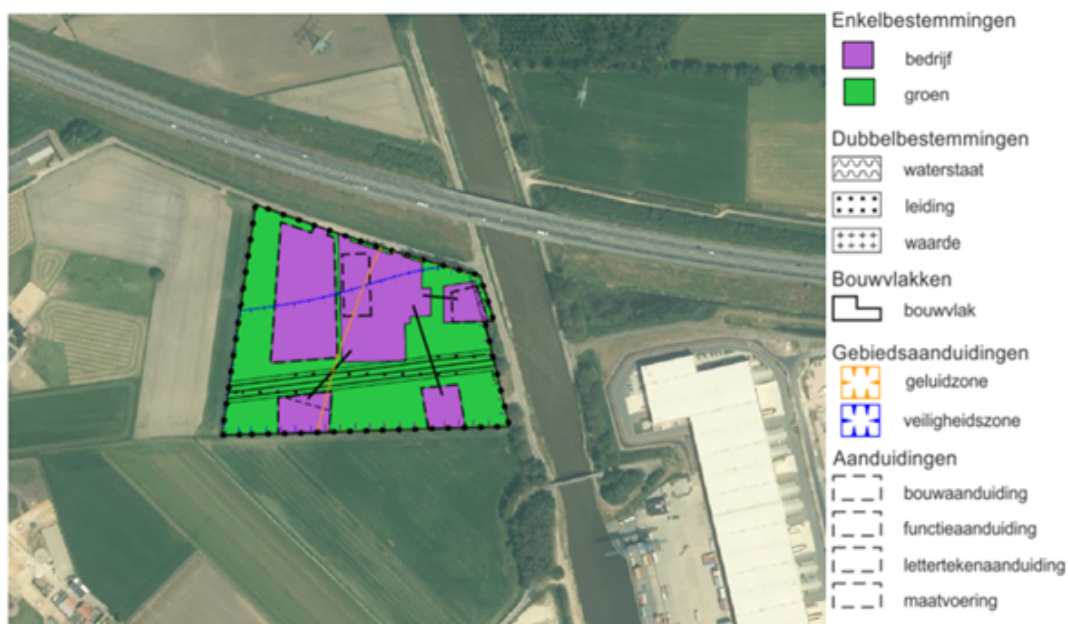 Enkelbestemmingen
bedrijf
groen
Dubbelbestemmingen
waterstaat
leiding
waarde
Bouwvlakken
bouwvlak
Gebiedsaanduidingen
geluidzone
veiligheidszone
Aanduidingen
bouwaanduiding
functieaanduiding
lettertekenaanduiding
maatvoering